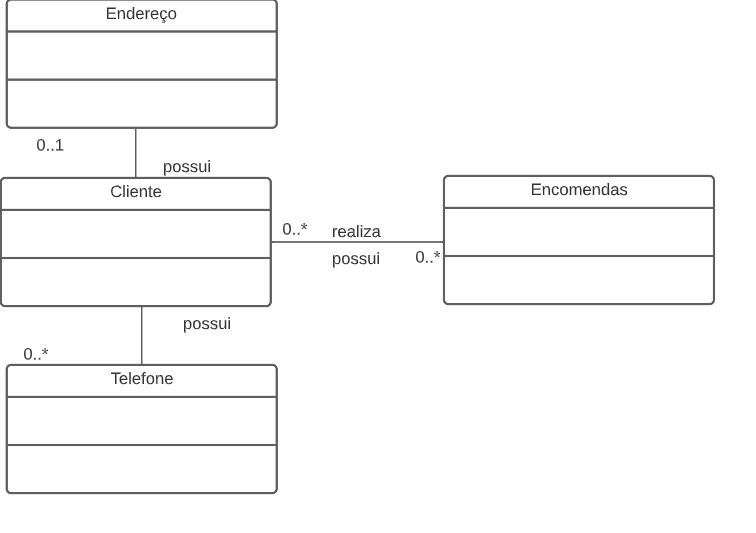 Endereço
0..1
possui
Cliente
Encomendas
0..*
realiza
possui
0..*
possui
0..*
Telefone